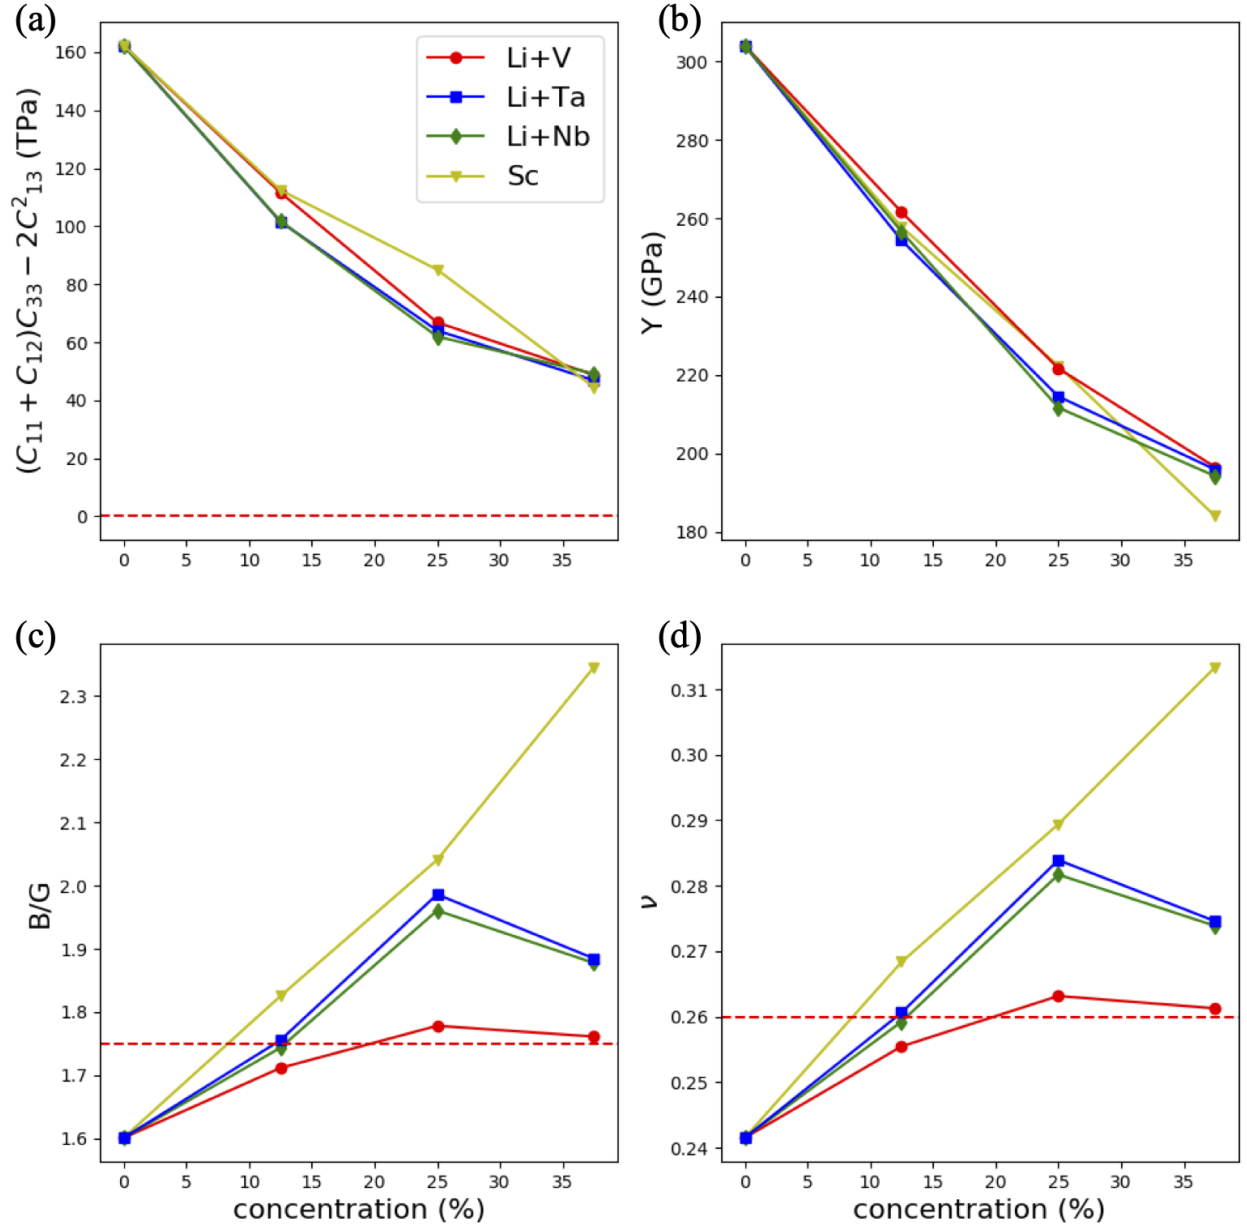 (a)
(C₁₁ + C₁₂)C₃₃ − 2C²₁₃ (TPa)
160
140
120
100
80
60
40
20
0
0 5 10 15 20 25 30 35
Li+V
Li+Ta
Li+Nb
Sc
(b)
Y (GPa)
300
280
260
240
220
200
180
0 5 10 15 20 25 30 35
(c)
B/G
2.3
2.2
2.1
2.0
1.9
1.8
1.7
1.6
0 5 10 15 20 25 30 35
concentration (%)
(d)
ν
0.31
0.30
0.29
0.28
0.27
0.26
0.25
0.24
0 5 10 15 20 25 30 35
concentration (%)